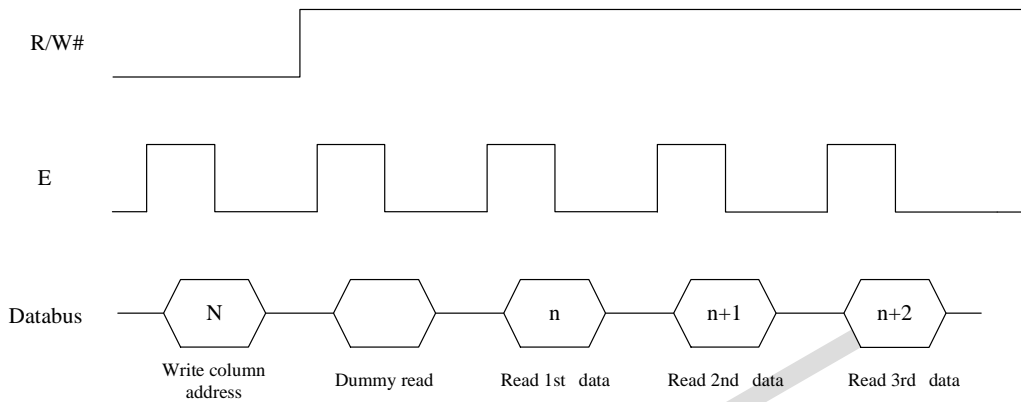 R/W#
E
Databus
N
n
n+1
n+2
Write column
address
Dummy read
Read 1st data
Read 2nd data
Read 3rd data